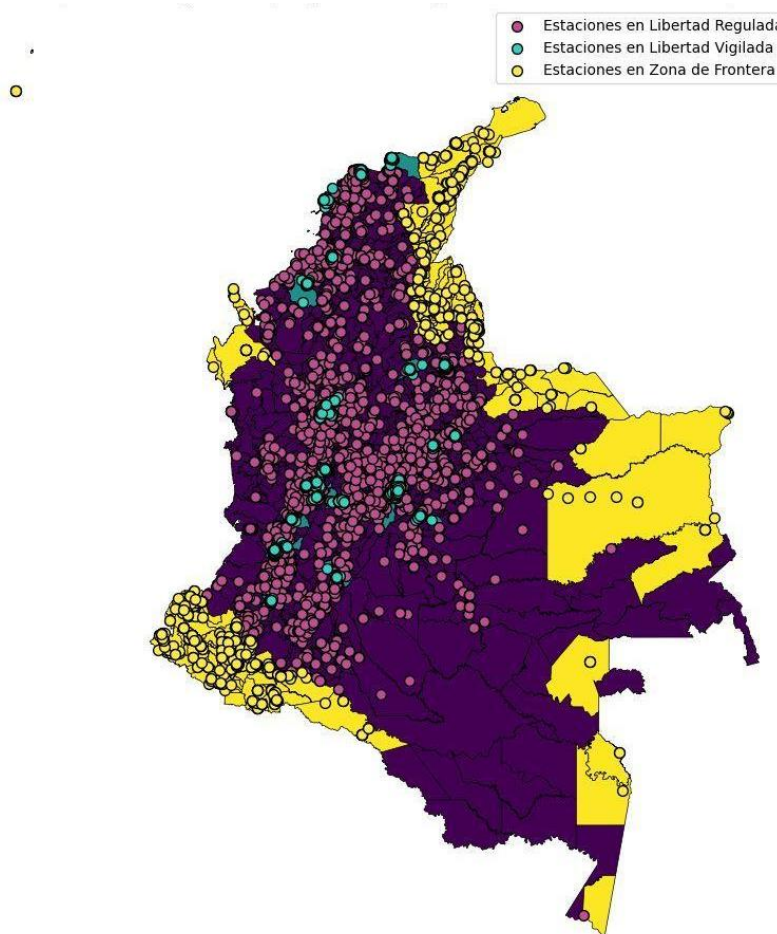 Estaciones en Libertad Regulada
Estaciones en Libertad Vigilada
Estaciones en Zona de Frontera